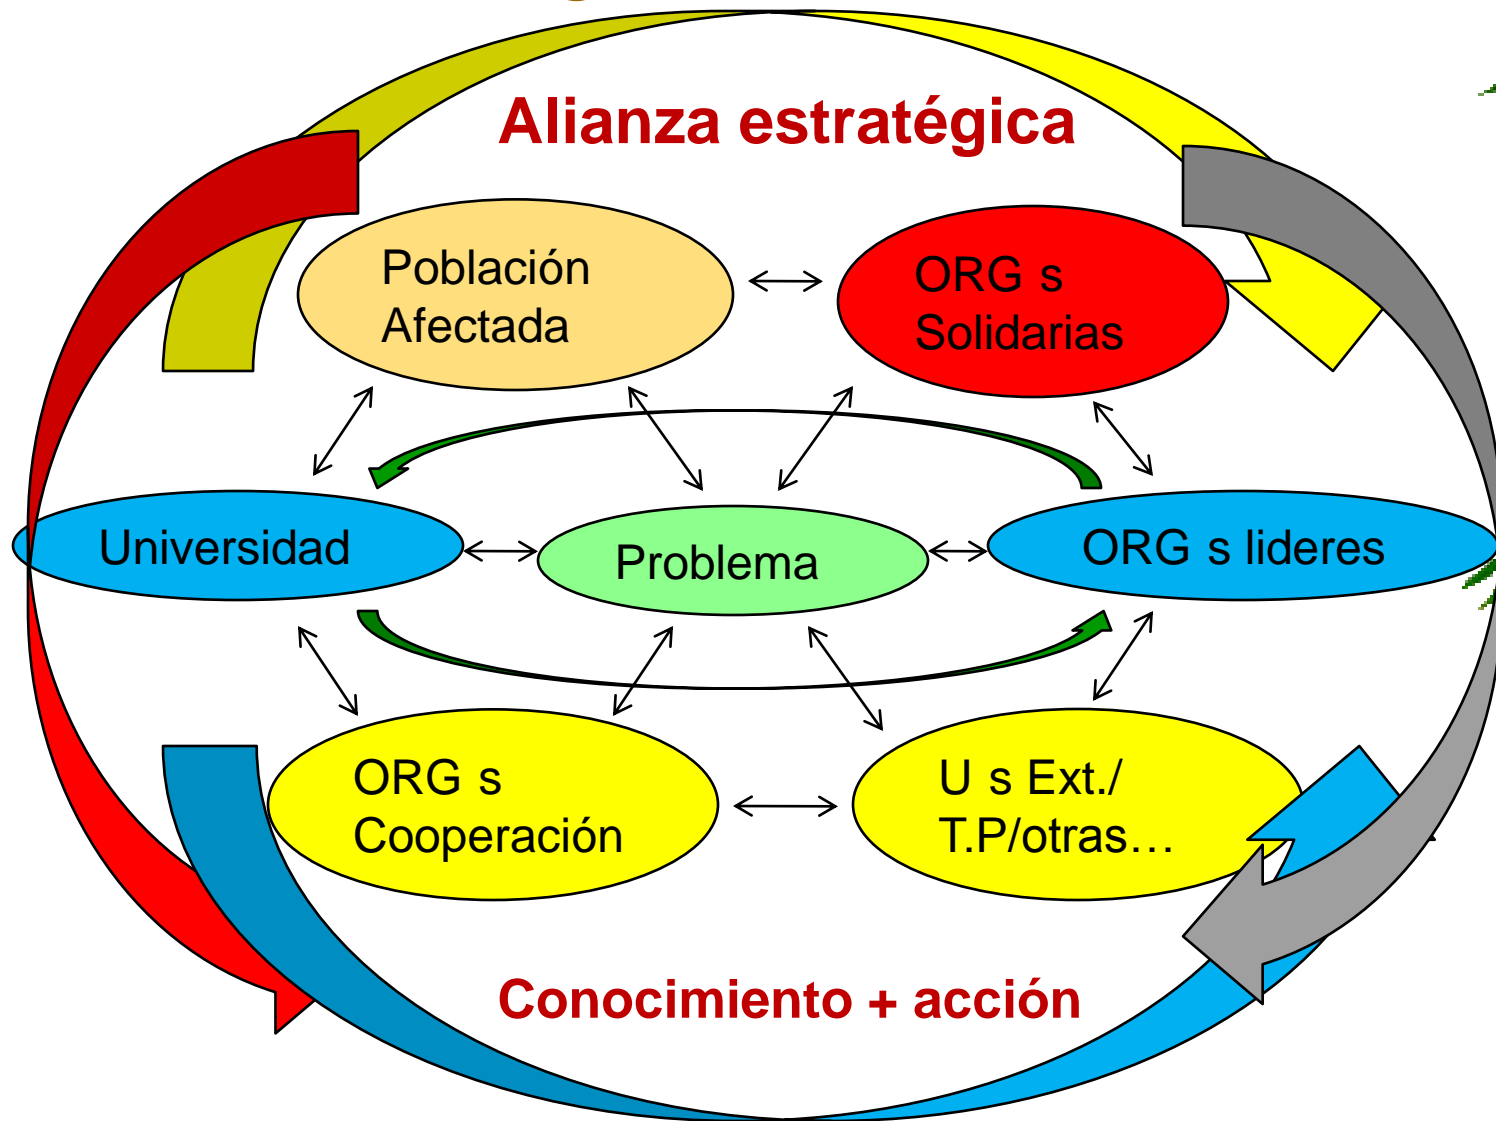 Alianza estratégica
Población
Afectada
ORG s
Solidarias
Universidad
Problema
ORG s lideres
ORG s
Cooperación
U s Ext./
T.P/otras…
Conocimiento + acción